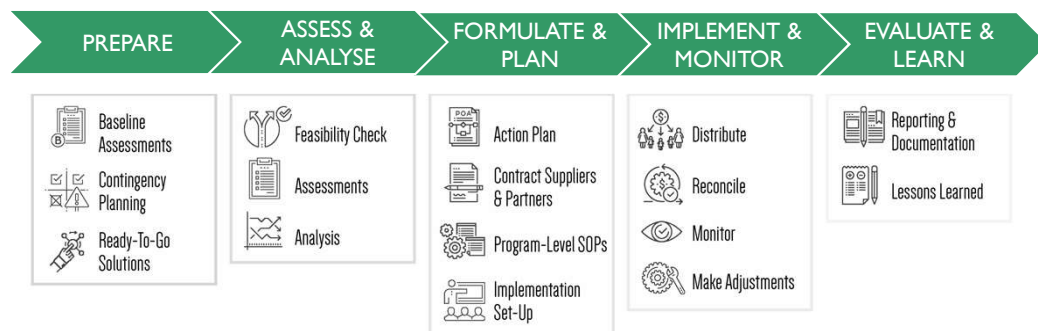 PREPARE
ASSESS &
ANALYSE
FORMULATE &
PLAN
IMPLEMENT &
MONITOR
EVALUATE &
LEARN
B
Baseline
Assessments
Contingency
Planning
Ready-To-Go
Solutions
Feasibility Check
Assessments
Analysis
POA
Action Plan
Contract Suppliers
& Partners
Program-Level SOPs
Implementation
Set-Up
$
Distribute
$
Reconcile
Monitor
Make Adjustments
Reporting &
Documentation
Lessons Learned